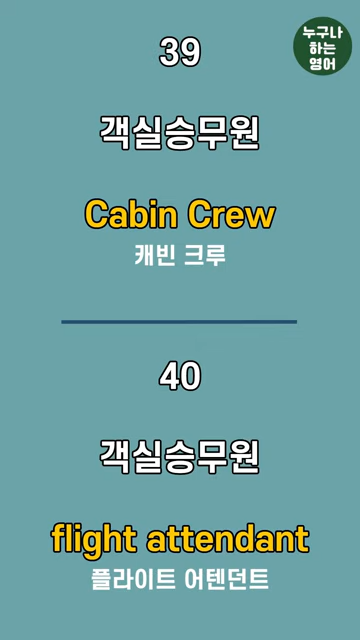 39
누구나
하는
영어
객실승무원
Cabin Crew
캐빈 크루
40
객실승무원
flight attendant
플라이트 어텐던트